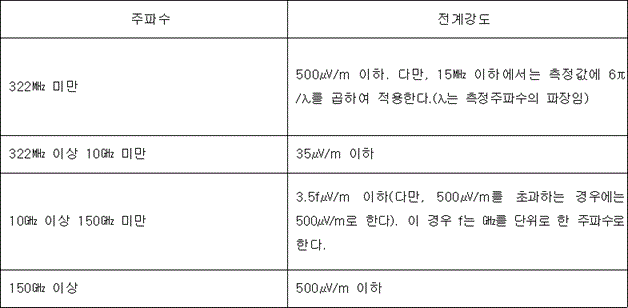 주파수
전계강도
322㎒ 미만
500㎶/m 이하. 다만, 15㎒ 이하에서는 측정값에 6π
/λ를 곱하여 적용한다.(λ는 측정주파수의 파장임)
322㎒ 이상 10㎓ 미만
35㎶/m 이하
10㎓ 이상 150㎓ 미만
3.5f㎶/m 이하(다만, 500㎶/m를 초과하는 경우에는
500㎶/m로 한다). 이 경우 f는 ㎓를 단위로 한 주파수로
한다.
150㎓ 이상
500㎶/m 이하